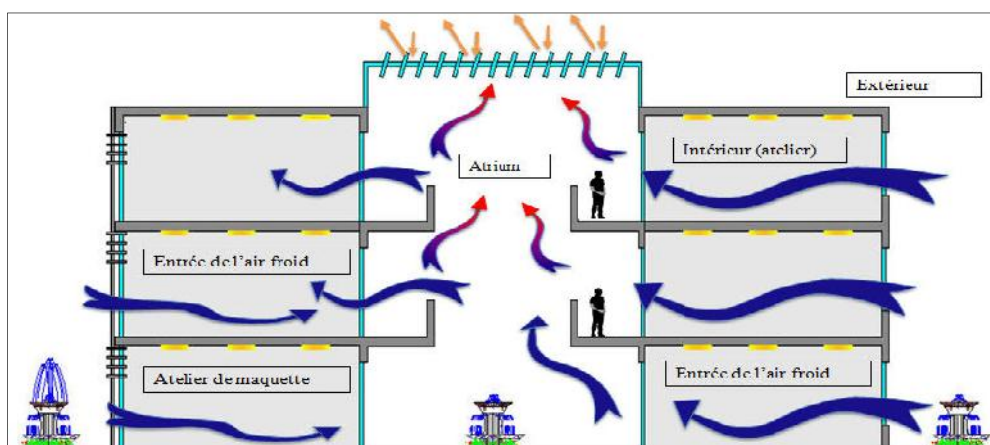 Extérieur
Intérieur (atelier)
Atrium
Entrée de l'air froid
Atelier de maquette
Entrée de l'air froid